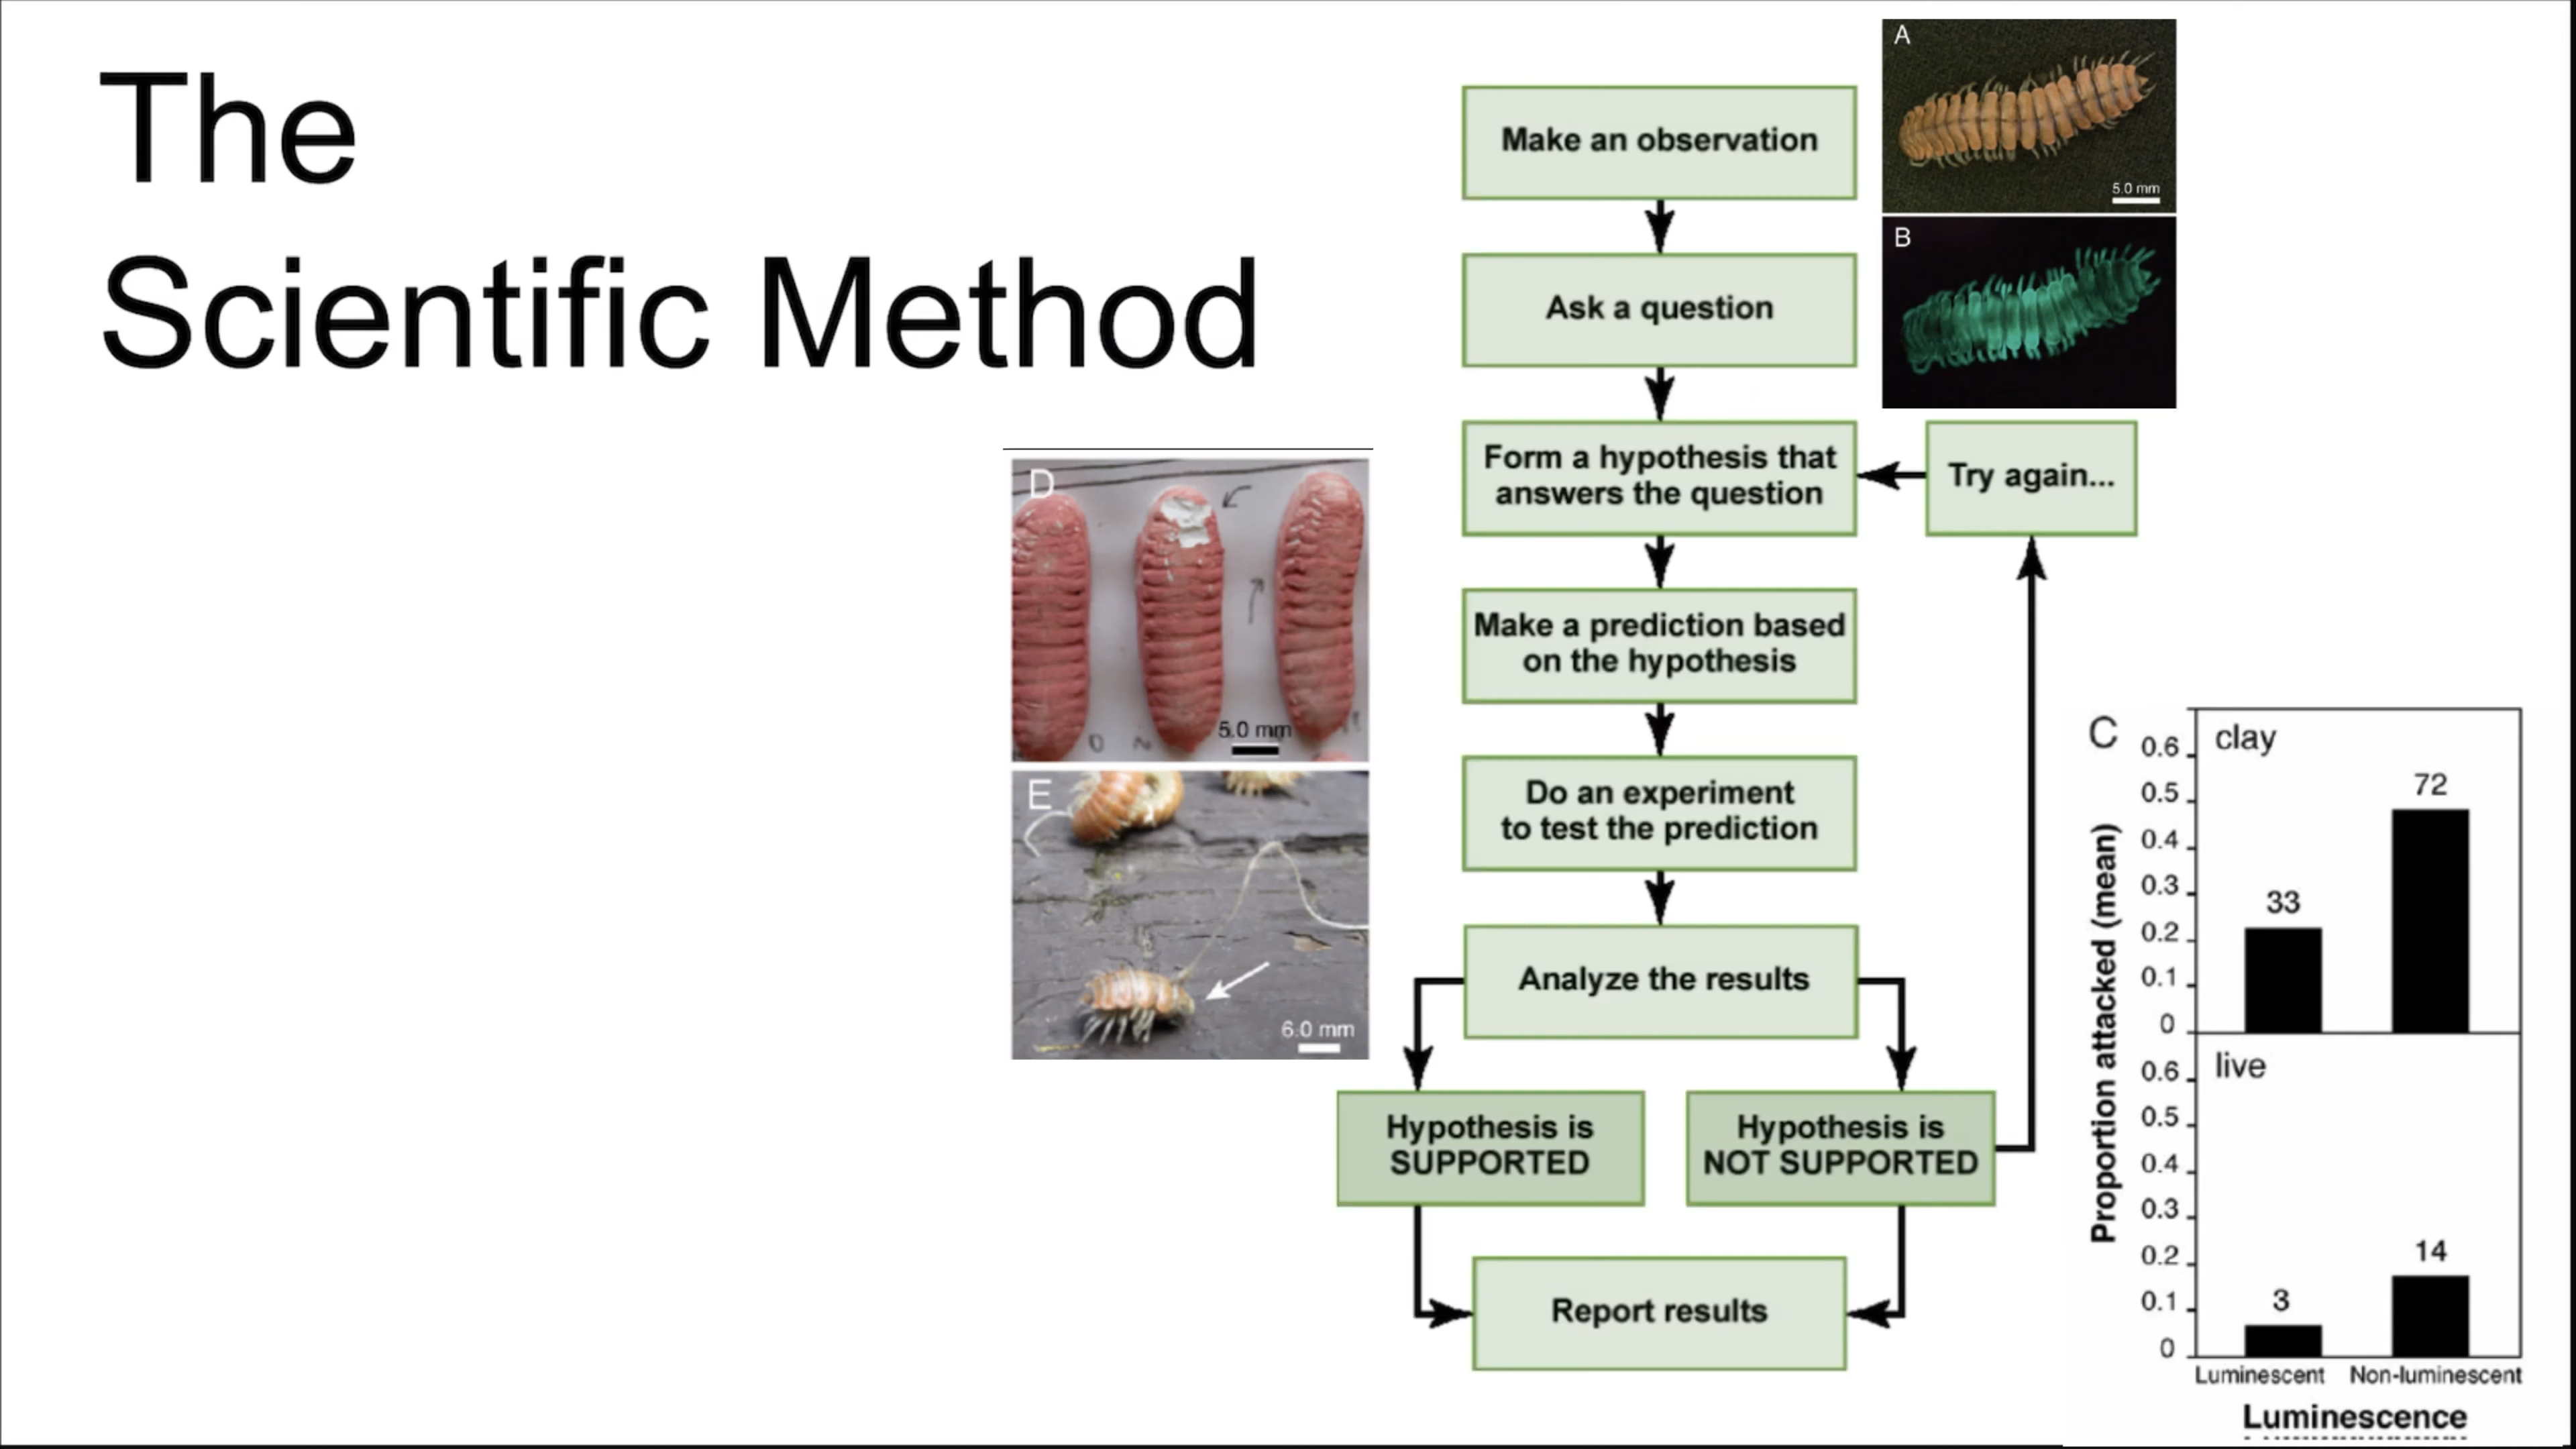 The
Scientific Method
Make an observation
Ask a question
Form a hypothesis that
answers the question
Try again...
Make a prediction based
on the hypothesis
Do an experiment
to test the prediction
Analyze the results
Hypothesis is
SUPPORTED
Hypothesis is
NOT SUPPORTED
Report results
A
5.0 mm
B
D
5.0 mm
E
6.0 mm
C
Proportion attacked (mean)
clay
0.6
0.5
0.4
0.3
0.2
0.1
0
33
72
live
0.6
0.5
0.4
0.3
0.2
0.1
0
3
14
Luminescent Non-luminescent
Luminescence